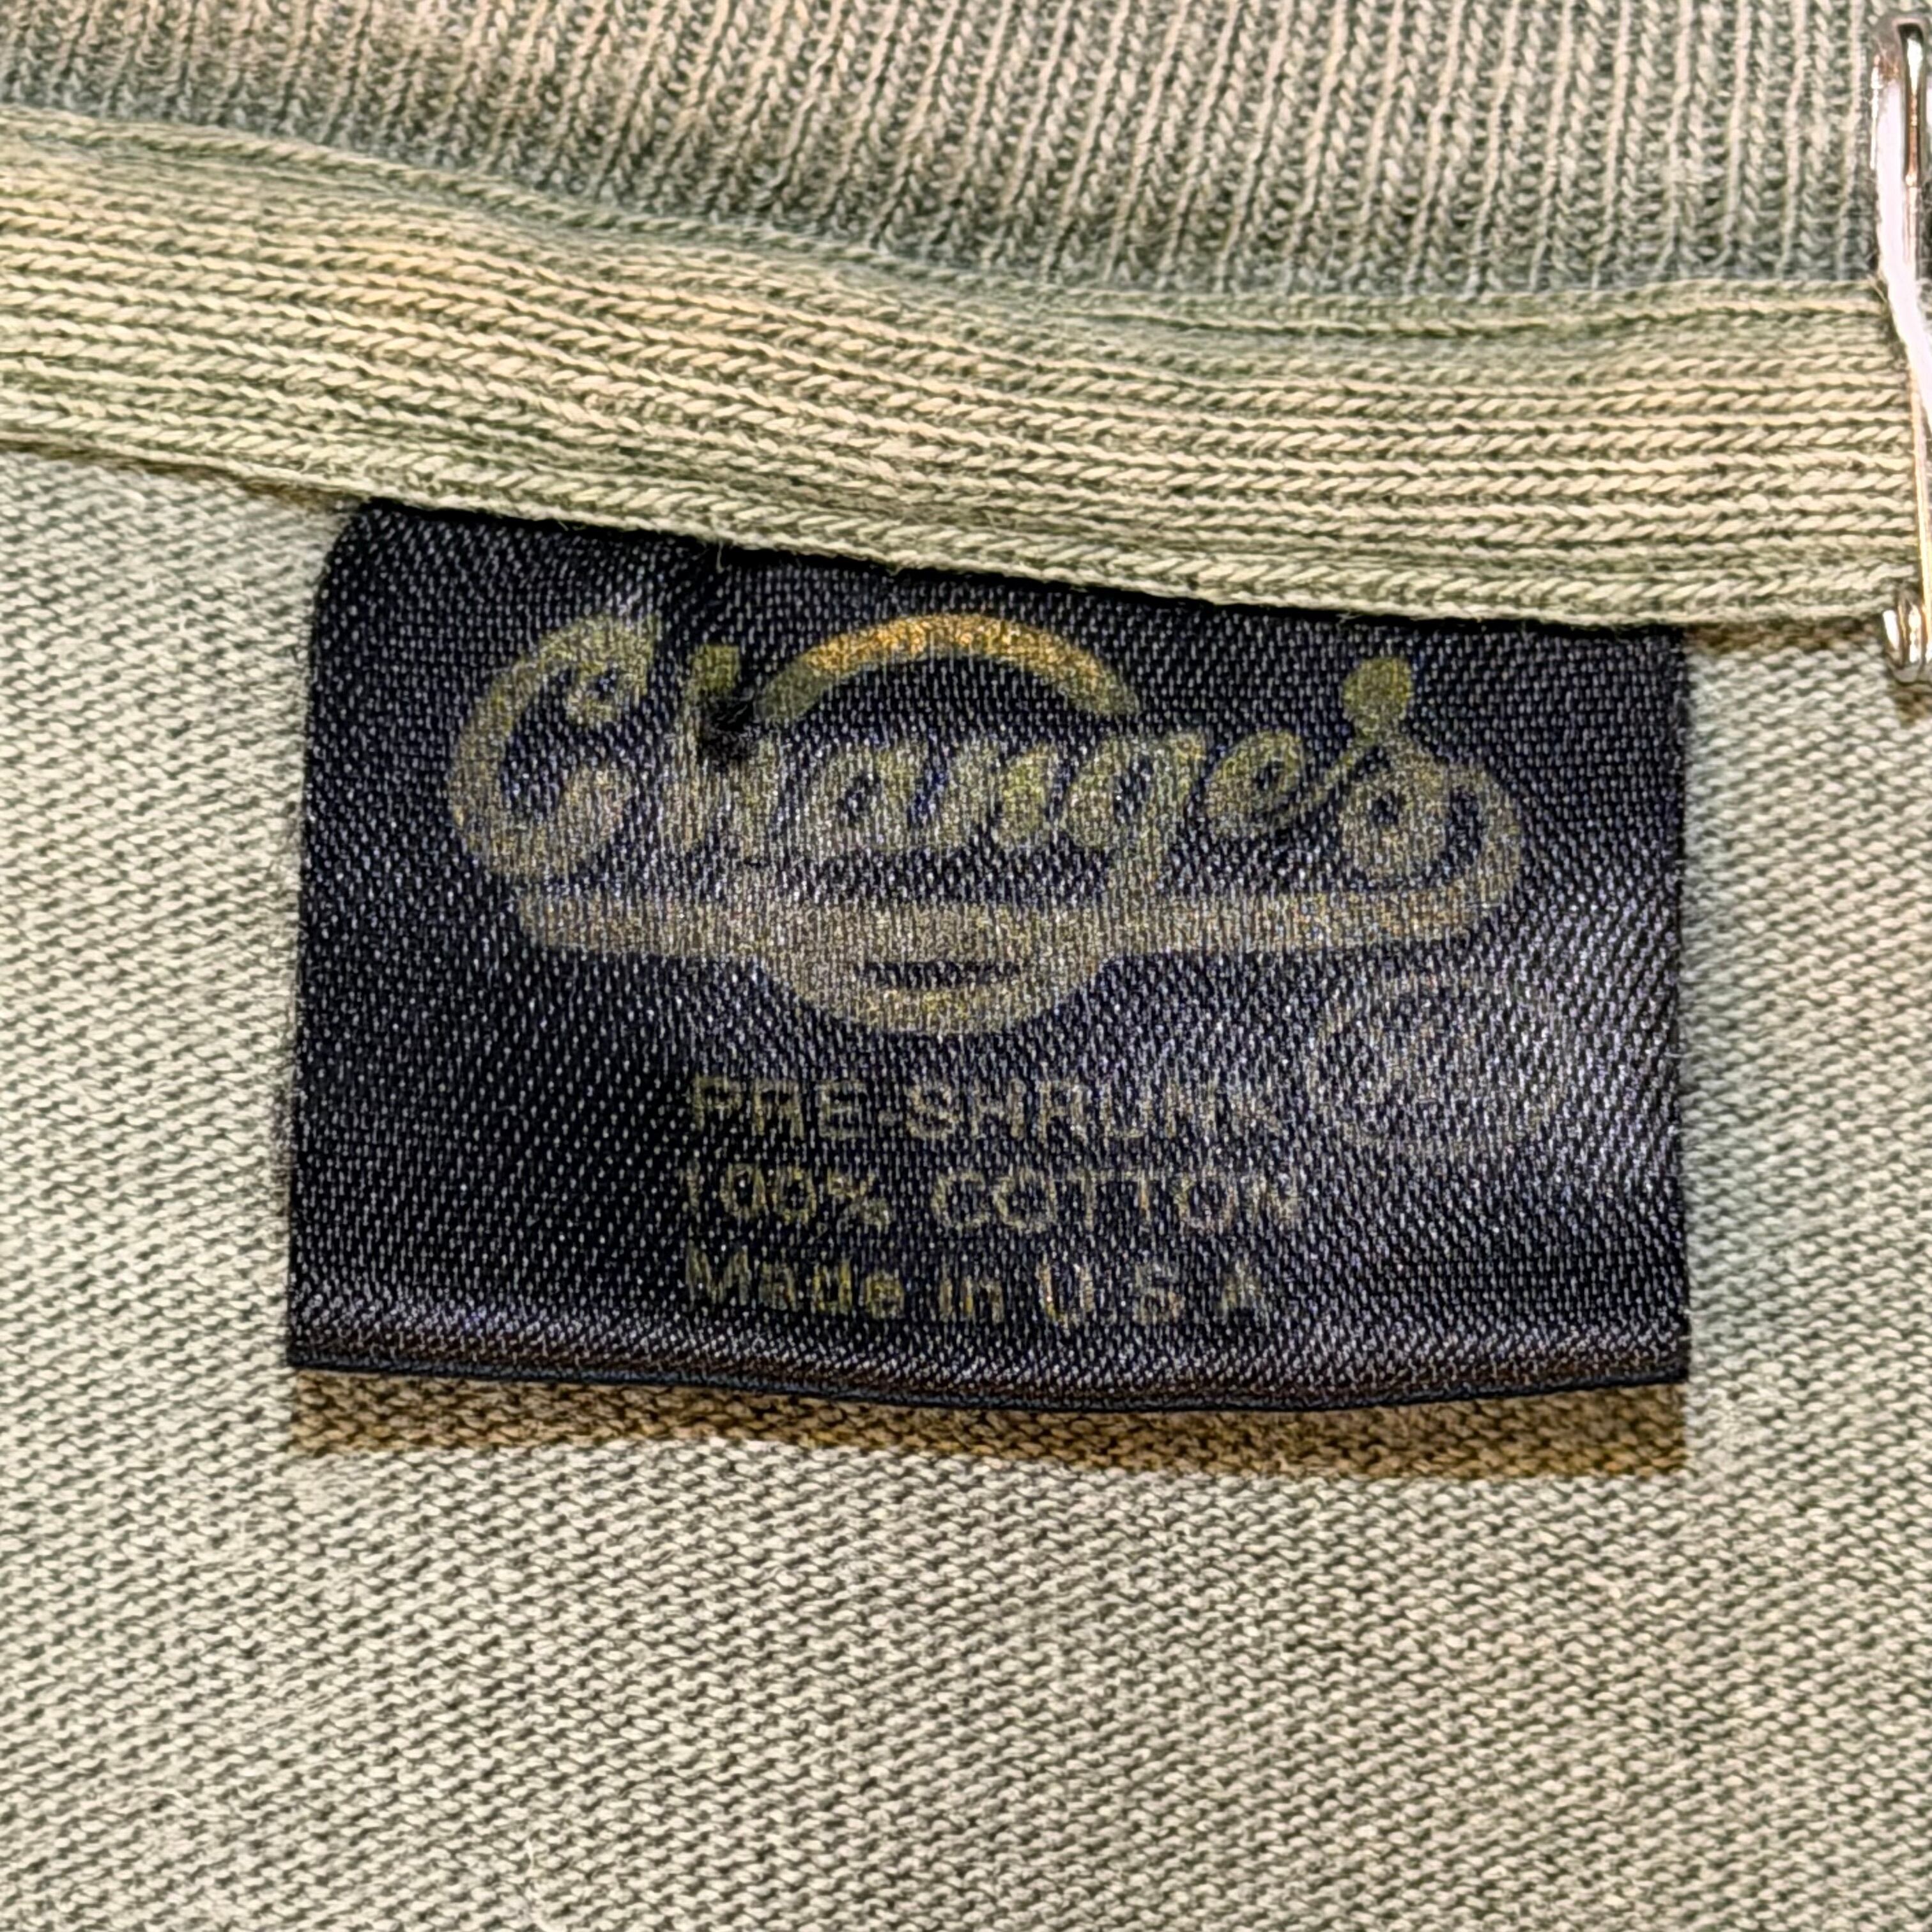 Changes
PRE-SHRUNK
100% COTTON
Made in U.S.A